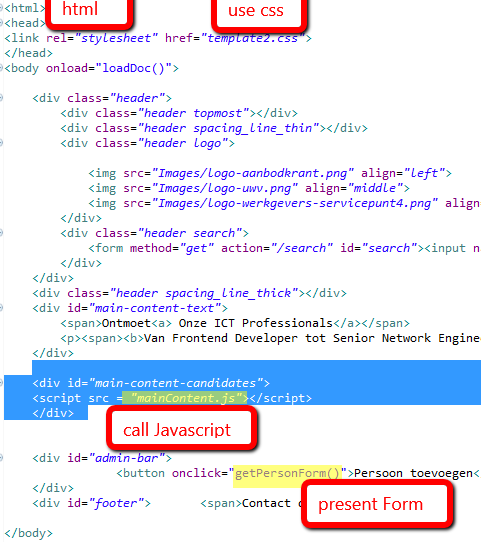 <html> html use css
<head>
<link rel="stylesheet" href="template2.css">
</head>
<body onload="loadDoc()">
<div class="header">
<div class="header topmost"></div>
<div class="header spacing_line_thin"></div>
<div class="header logo">
<img src="Images/logo-aanbodkrant.png" align="left">
<img src="Images/logo-uwv.png" align="middle">
<img src="Images/logo-werkgevers-servicepunt4.png" align
</div>
<div class="header search">
<form method="get" action="/search" id="search"><input n
</div>
</div>
<div class="header spacing_line_thick"></div>
<div id="main-content-text">
<span>Ontmoet<a> Onze ICT Professionals</a></span>
<p><span><b>Van Frontend Developer tot Senior Network Engine
</div>
<div id="main-content-candidates">
<script src = "mainContent.js"></script>
</div>
call Javascript
<div id="admin-bar">
<button onclick="getPersonForm()">Persoon toevoegen<
</div>
<div id="footer"> <span>Contact
present Form
</body>